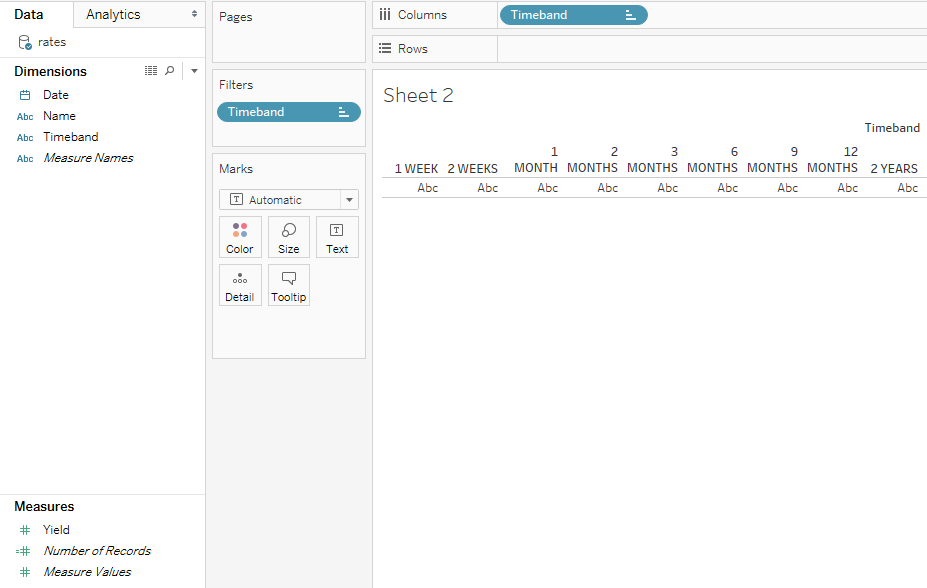 Data
Analytics
rates
Dimensions
Date
Abc Name
Abc Timeband
Abc Measure Names
Measures
Yield
Number of Records
Measure Values
Pages
Filters
Timeband
Marks
T Automatic
Color
Size
T Text
Detail
Tooltip
Columns
Timeband
Rows
Sheet 2
Timeband
1 2 3 6 9 12
1 WEEK 2 WEEKS MONTH MONTHS MONTHS MONTHS MONTHS MONTHS 2 YEARS
Abc Abc Abc Abc Abc Abc Abc Abc Abc